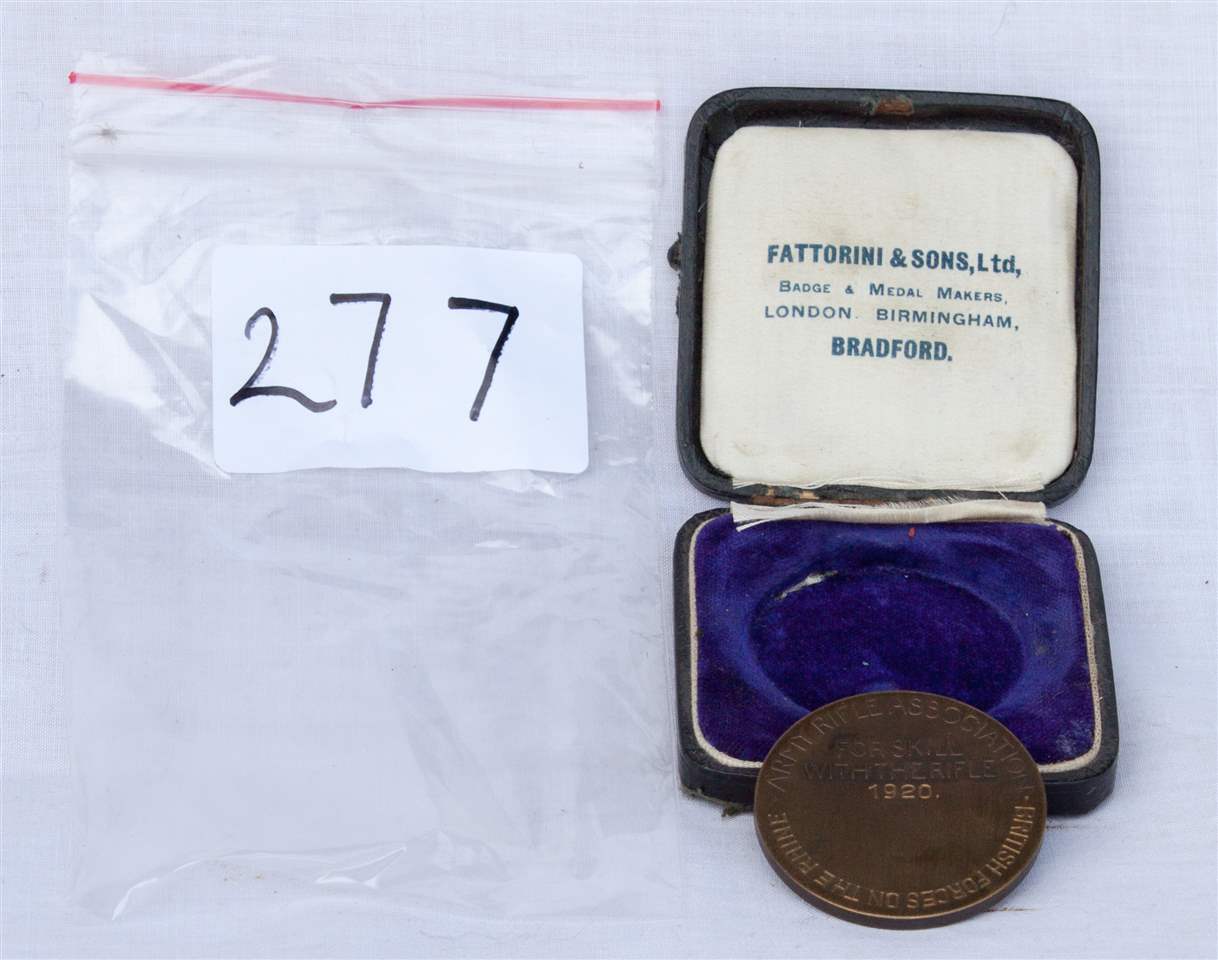 277
FATTORINI & SONS, Ltd,
BADGE & MEDAL MAKERS,
LONDON. BIRMINGHAM,
BRADFORD.
ARMY RIFLE ASSOCIATION · BRITISH FORCES ON THE RHINE ·
FOR SKILL
WITH THE RIFLE
1920.